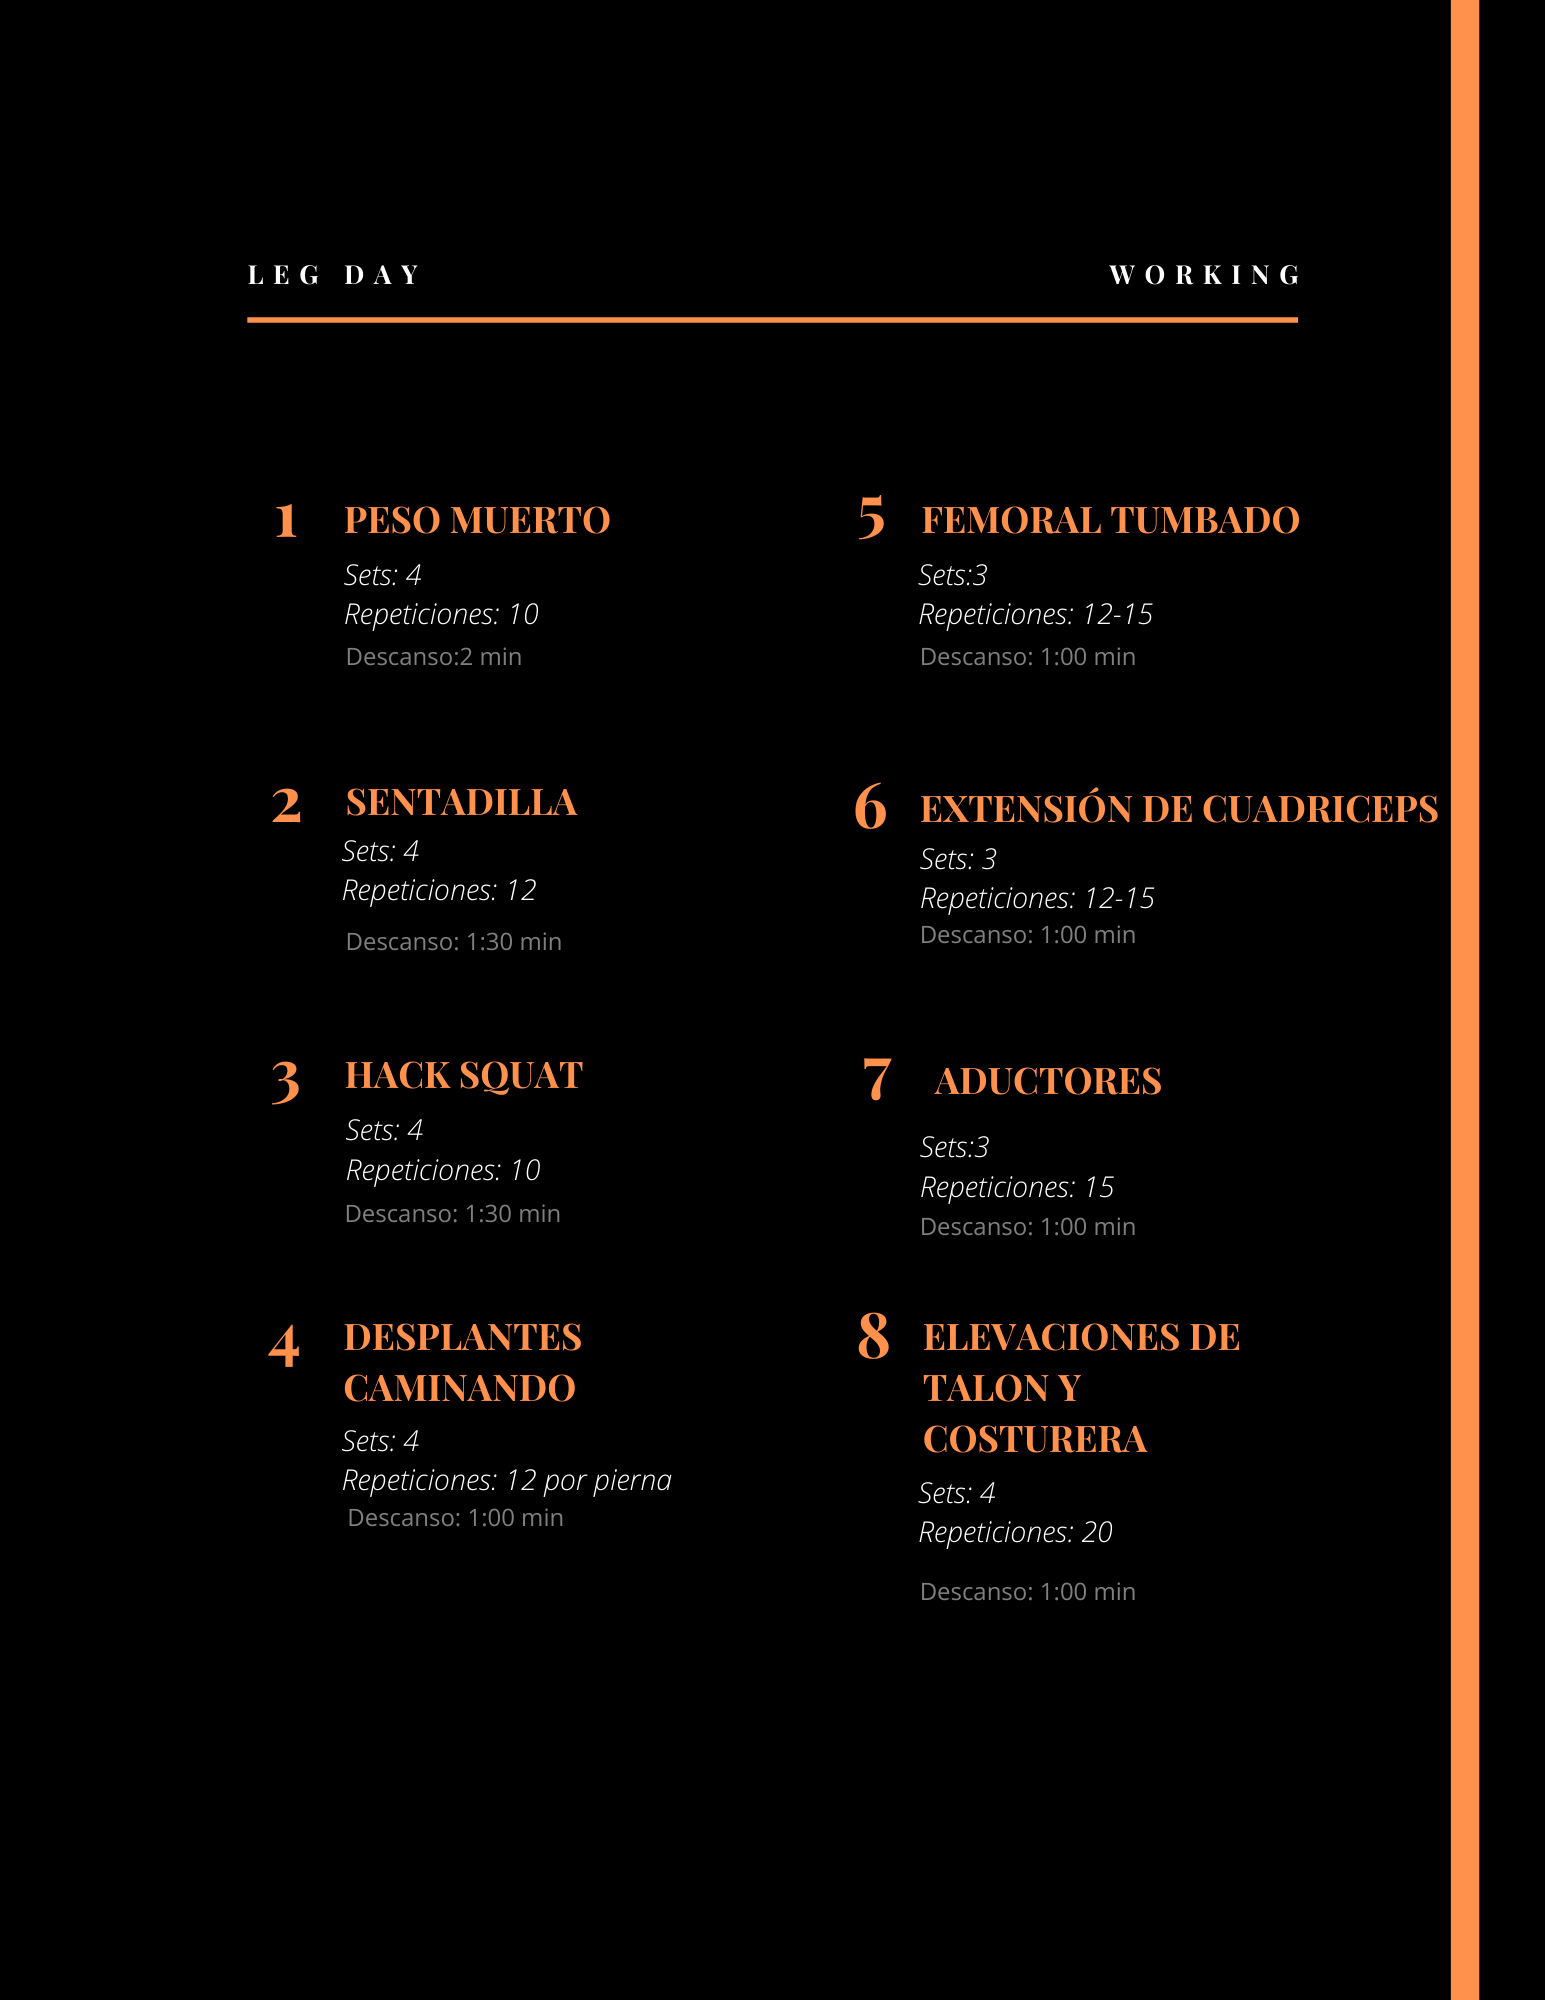 LEG DAY
WORKING
1
PESO MUERTO
Sets: 4
Repeticiones: 10
Descanso:2 min
2
SENTADILLA
Sets: 4
Repeticiones: 12
Descanso: 1:30 min
3
HACK SQUAT
Sets: 4
Repeticiones: 10
Descanso: 1:30 min
4
DESPLANTES
CAMINANDO
Sets: 4
Repeticiones: 12 por pierna
Descanso: 1:00 min
5
FEMORAL TUMBADO
Sets:3
Repeticiones: 12-15
Descanso: 1:00 min
6
EXTENSIÓN DE CUADRICEPS
Sets: 3
Repeticiones: 12-15
Descanso: 1:00 min
7
ADUCTORES
Sets:3
Repeticiones: 15
Descanso: 1:00 min
8
ELEVACIONES DE
TALON Y
COSTURERA
Sets: 4
Repeticiones: 20
Descanso: 1:00 min